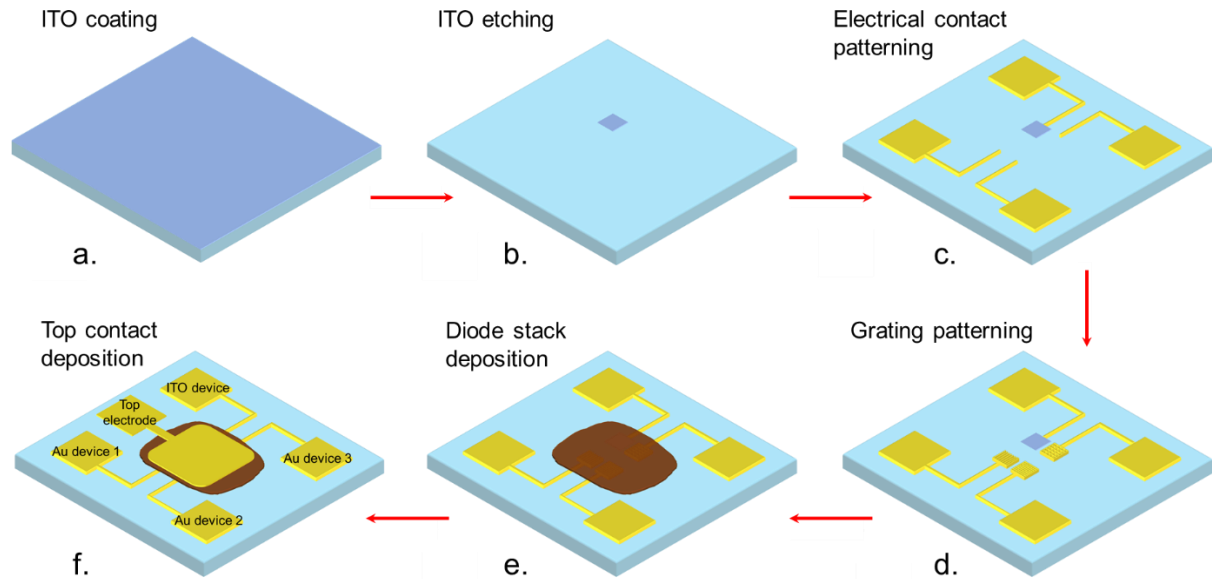 ITO coating
a.
ITO etching
b.
Electrical contact
patterning
c.
Grating patterning
d.
Diode stack
deposition
e.
Top contact
deposition
ITO device
Top
electrode
Au device 1
Au device 3
Au device 2
f.